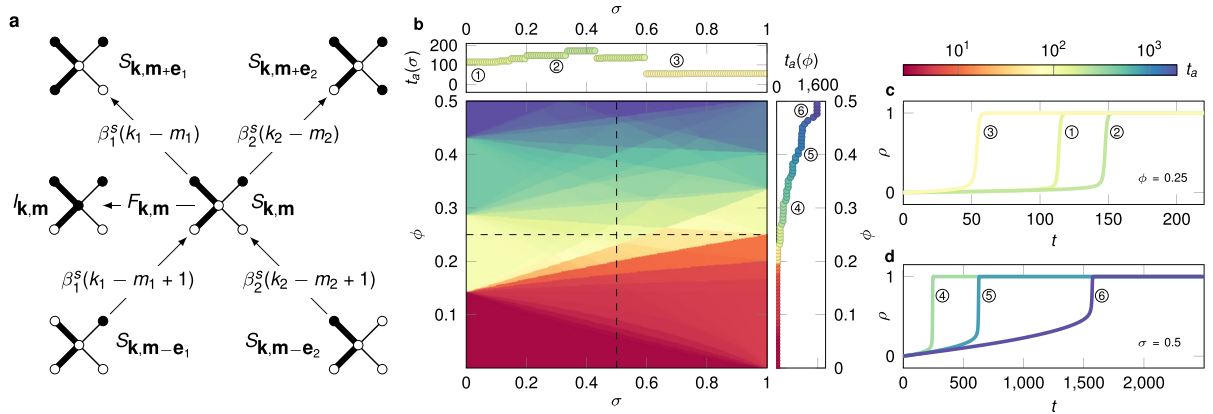 a
S_{k,m+e_1}
S_{k,m+e_2}
β_1^s(k_1 − m_1)
β_2^s(k_2 − m_2)
I_{k,m}
F_{k,m}
S_{k,m}
β_1^s(k_1 − m_1 + 1)
β_2^s(k_2 − m_2 + 1)
S_{k,m−e_1}
S_{k,m−e_2}
b
σ
0 0.2 0.4 0.6 0.8 1
t_a(σ)
200
100
0
① ② ③
t_a(ϕ)
0 1,600
ϕ
0.5
0.4
0.3
0.2
0.1
0 0.2 0.4 0.6 0.8 1
σ
0.5
0.4
0.3
0.2
0.1
0
ϕ
⑥
⑤
④
10^1 10^2 10^3 t_a
c
ρ
1
0
③ ① ②
ϕ = 0.25
0 50 100 150 200
t
d
ρ
1
0
④ ⑤ ⑥
σ = 0.5
0 500 1,000 1,500 2,000
t